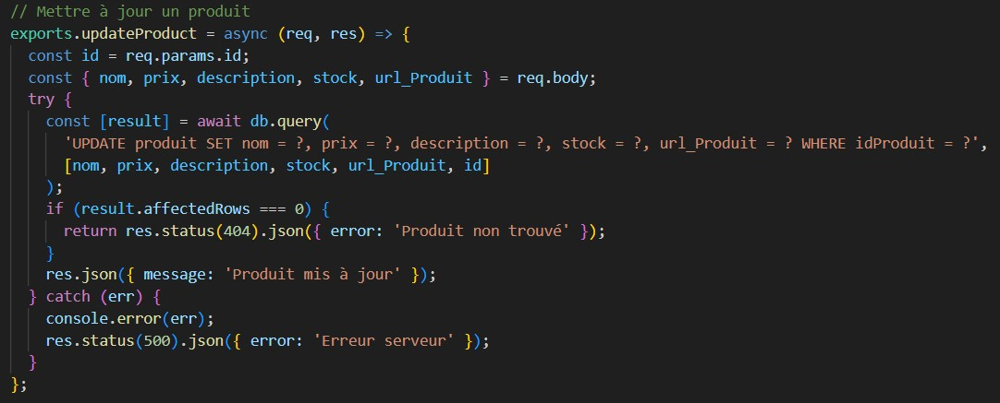 // Mettre à jour un produit
exports.updateProduct = async (req, res) => {
  const id = req.params.id;
  const { nom, prix, description, stock, url_Produit } = req.body;
  try {
    const [result] = await db.query(
      'UPDATE produit SET nom = ?, prix = ?, description = ?, stock = ?, url_Produit = ? WHERE idProduit = ?',
      [nom, prix, description, stock, url_Produit, id]
    );
    if (result.affectedRows === 0) {
      return res.status(404).json({ error: 'Produit non trouvé' });
    }
    res.json({ message: 'Produit mis à jour' });
  } catch (err) {
    console.error(err);
    res.status(500).json({ error: 'Erreur serveur' });
  }
};